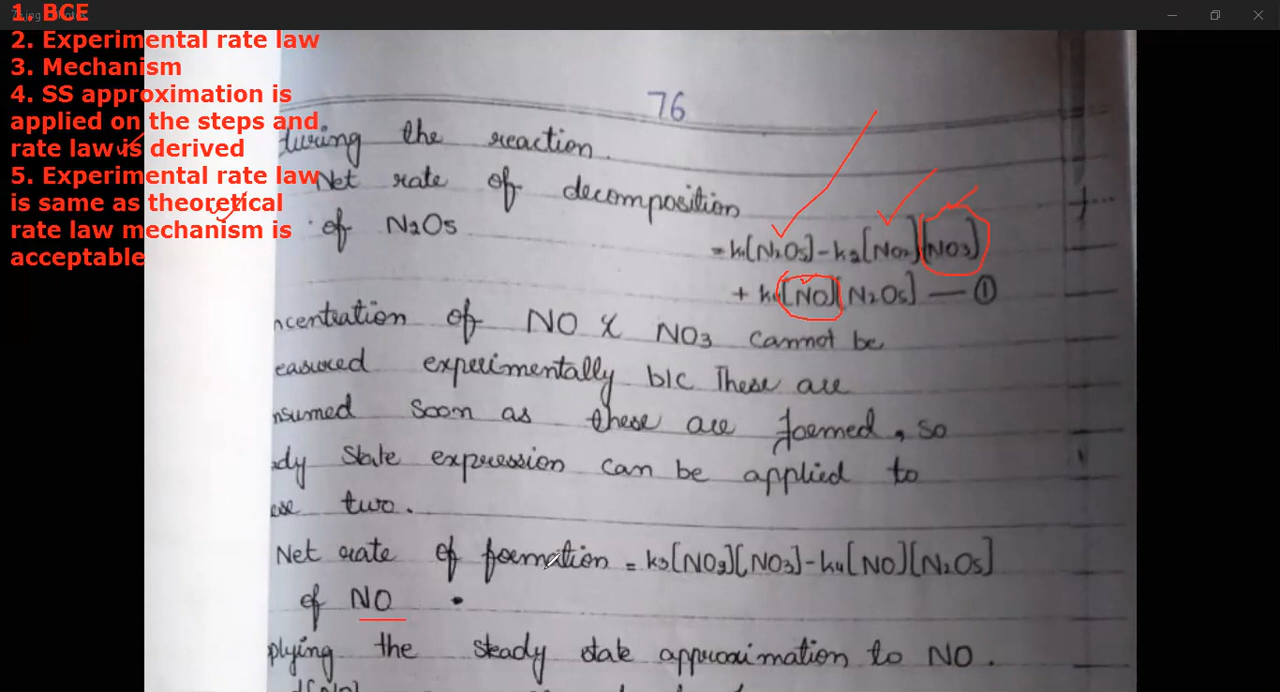 1. BCE
2. Experimental rate law
3. Mechanism
4. SS approximation is
applied on the steps and
rate law is derived
5. Experimental rate law
is same as theoretical
rate law mechanism is
acceptable
76
during the reaction.
Net rate of decomposition
of N2O5
= k1[N2O5]-k2[NO2][NO3]
+ k4[NO][N2O5] — ①
ncentration of NO & NO3 cannot be
easured experimentally b/c These are
nsumed soon as these are formed, so
ady state expression can be applied to
ese two.
Net rate of formation = k3[NO2][NO3]-k4[NO][N2O5]
of NO
plying the steady state approximation to NO.
d[NO]